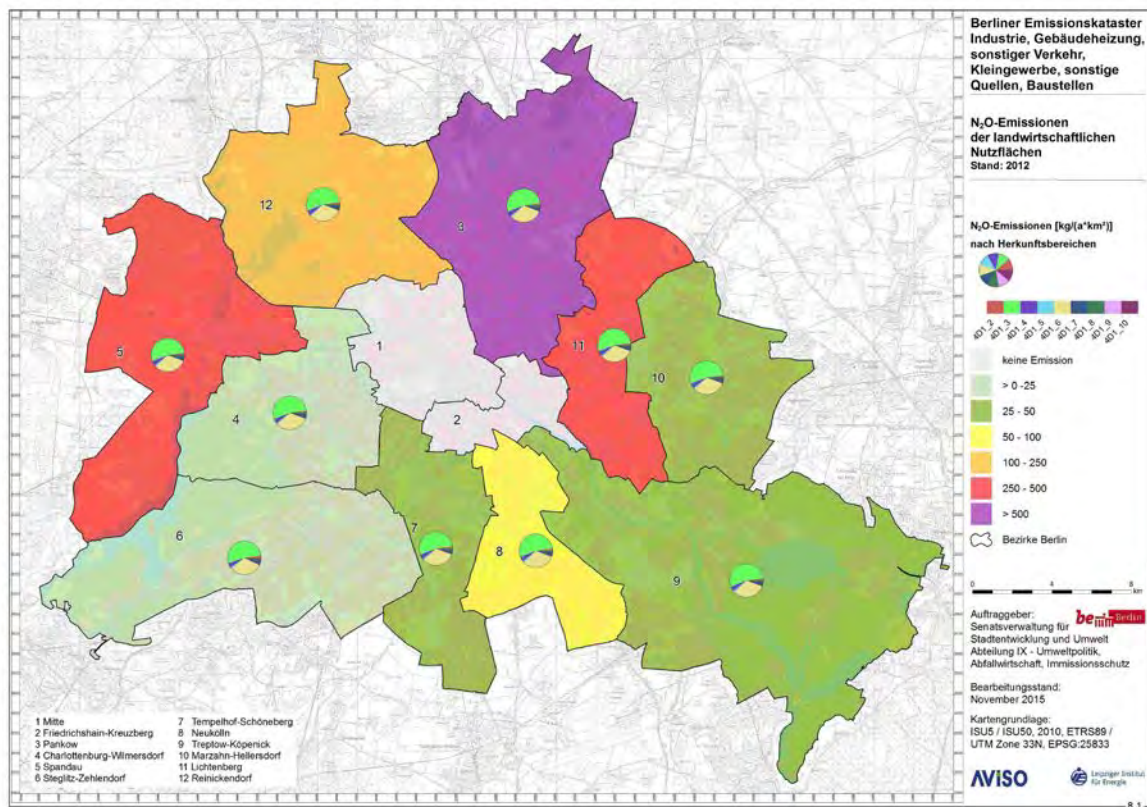 Berliner Emissionskataster
Industrie, Gebäudeheizung,
sonstiger Verkehr,
Kleingewerbe, sonstige
Quellen, Baustellen
N₂O-Emissionen
der landwirtschaftlichen
Nutzflächen
Stand: 2012
N₂O-Emissionen [kg/(a*km²)]
nach Herkunftsbereichen
4D1_2
4D1_3
4D1_4
4D1_5
4D1_6
4D1_7
4D1_8
4D1_9
4D1_10
keine Emission
> 0 -25
25 - 50
50 - 100
100 - 250
250 - 500
> 500
Bezirke Berlin
0 4 8
km
Auftraggeber:
Senatsverwaltung für
Stadtentwicklung und Umwelt
Abteilung IX - Umweltpolitik,
Abfallwirtschaft, Immissionsschutz
be Berlin
Bearbeitungsstand:
November 2015
Kartengrundlage:
ISU5 / ISU50, 2010, ETRS89 /
UTM Zone 33N, EPSG:25833
AVISO
Leipziger Institut
für Energie
12
3
5
1
11
10
4
2
6
7
8
9
1 Mitte
2 Friedrichshain-Kreuzberg
3 Pankow
4 Charlottenburg-Wilmersdorf
5 Spandau
6 Steglitz-Zehlendorf
7 Tempelhof-Schöneberg
8 Neukölln
9 Treptow-Köpenick
10 Marzahn-Hellersdorf
11 Lichtenberg
12 Reinickendorf